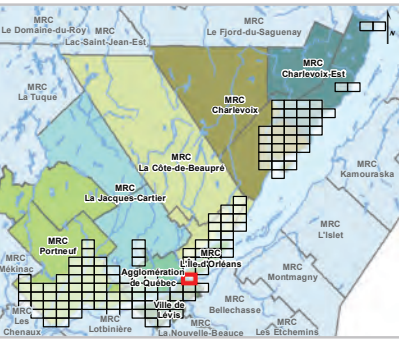 MRC
Le Domaine-du-Roy
MRC
Lac-Saint-Jean-Est
MRC
Le Fjord-du-Saguenay
N
MRC
Charlevoix-Est
MRC
La Tuque
MRC
Charlevoix
MRC
La Côte-de-Beaupré
MRC
Kamouraska
MRC
La Jacques-Cartier
MRC
L'Islet
MRC
Portneuf
MRC
L'Île-d'Orléans
MRC
Mékinac
Agglomération
de Québec
MRC
Montmagny
MRC
Bellechasse
Ville de
Lévis
MRC
Les
Chenaux
MRC
Lotbinière
MRC
La Nouvelle-Beauce
MRC
Les Etchemins